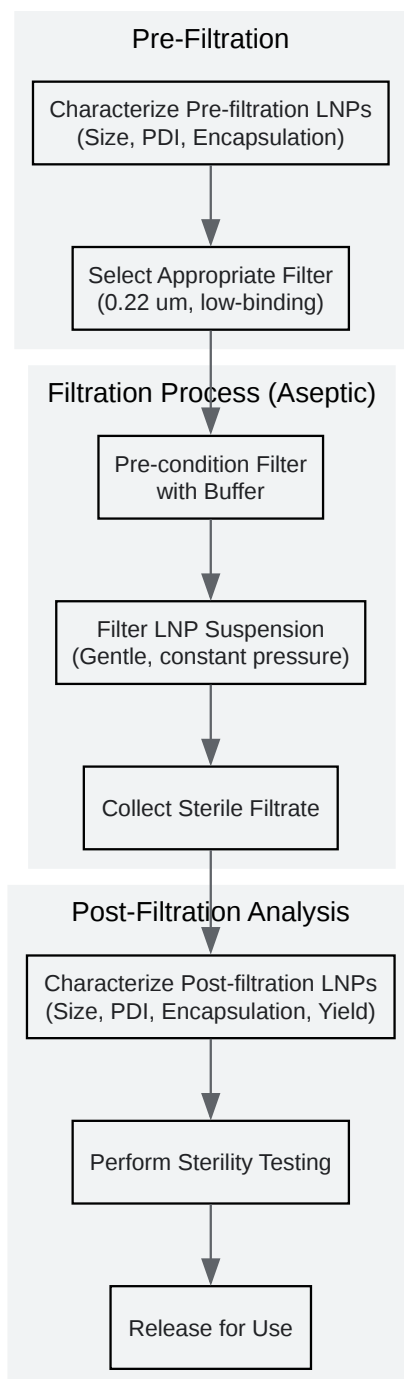 Pre-Filtration
Characterize Pre-filtration LNPs
(Size, PDI, Encapsulation)
Select Appropriate Filter
(0.22 um, low-binding)
Filtration Process (Aseptic)
Pre-condition Filter
with Buffer
Filter LNP Suspension
(Gentle, constant pressure)
Collect Sterile Filtrate
Post-Filtration Analysis
Characterize Post-filtration LNPs
(Size, PDI, Encapsulation, Yield)
Perform Sterility Testing
Release for Use